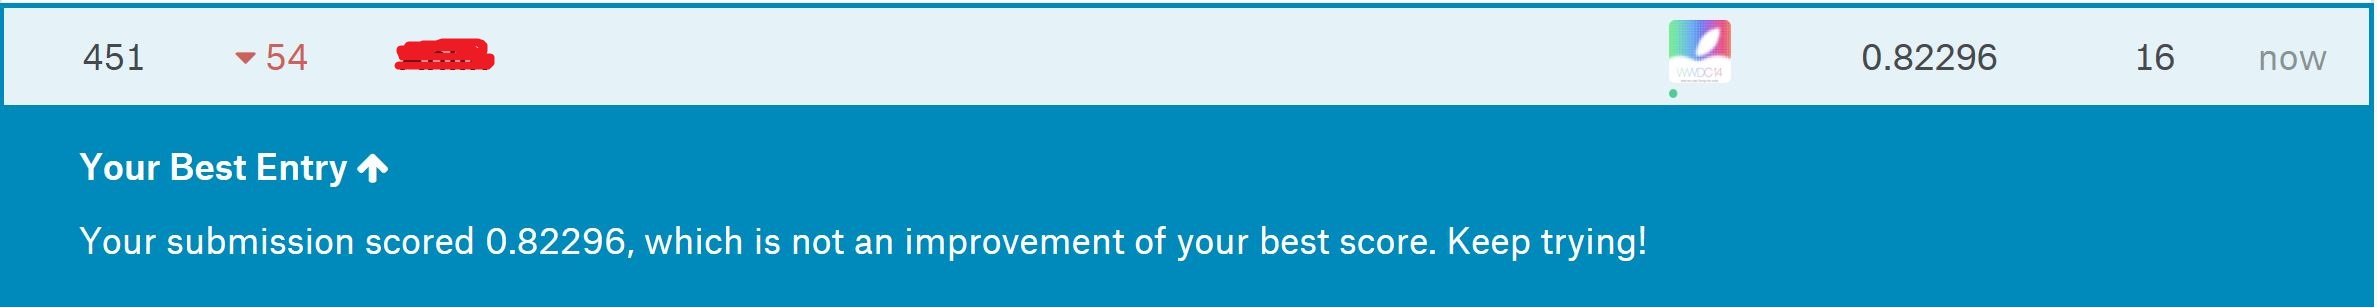 451 54 0.82296 16 now
WWDC14
Your Best Entry
Your submission scored 0.82296, which is not an improvement of your best score. Keep trying!